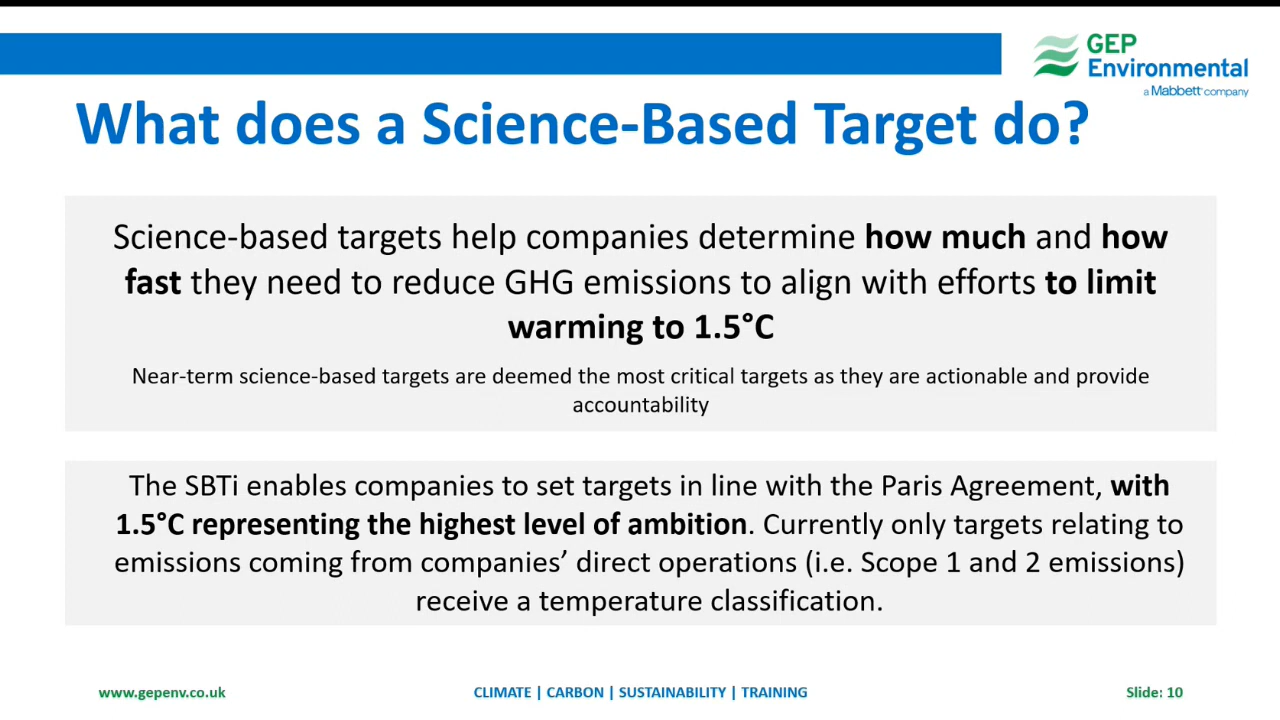 GEP
Environmental
a Mabbett company
What does a Science-Based Target do?
Science-based targets help companies determine how much and how
fast they need to reduce GHG emissions to align with efforts to limit
warming to 1.5°C
Near-term science-based targets are deemed the most critical targets as they are actionable and provide
accountability
The SBTi enables companies to set targets in line with the Paris Agreement, with
1.5°C representing the highest level of ambition. Currently only targets relating to
emissions coming from companies’ direct operations (i.e. Scope 1 and 2 emissions)
receive a temperature classification.
www.gepenv.co.uk
CLIMATE | CARBON | SUSTAINABILITY | TRAINING
Slide: 10